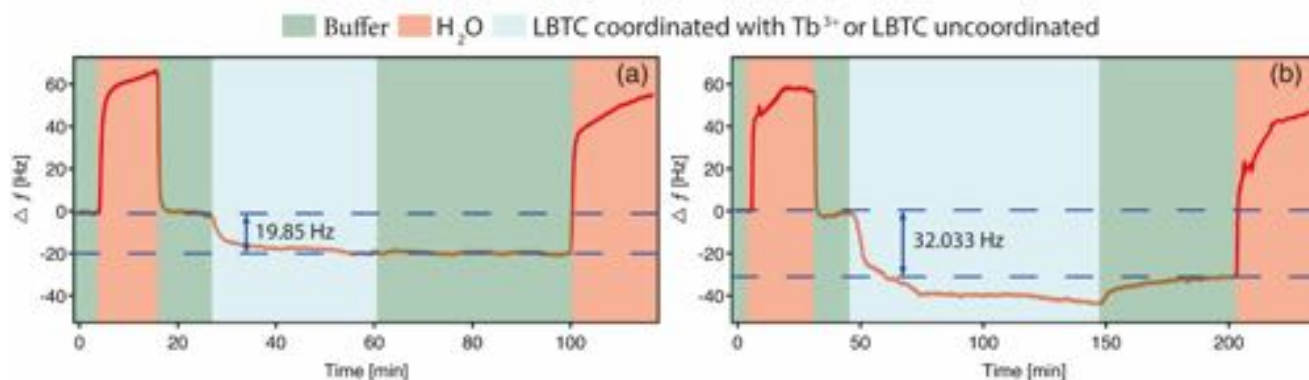 Buffer H₂O LBTC coordinated with Tb³⁺ or LBTC uncoordinated
(a)
60
40
20
0
-20
-40
△ f [Hz]
19.85 Hz
0 20 40 60 80 100
Time [min]
(b)
60
40
20
0
-20
-40
△ f [Hz]
32.033 Hz
0 50 100 150 200
Time [min]